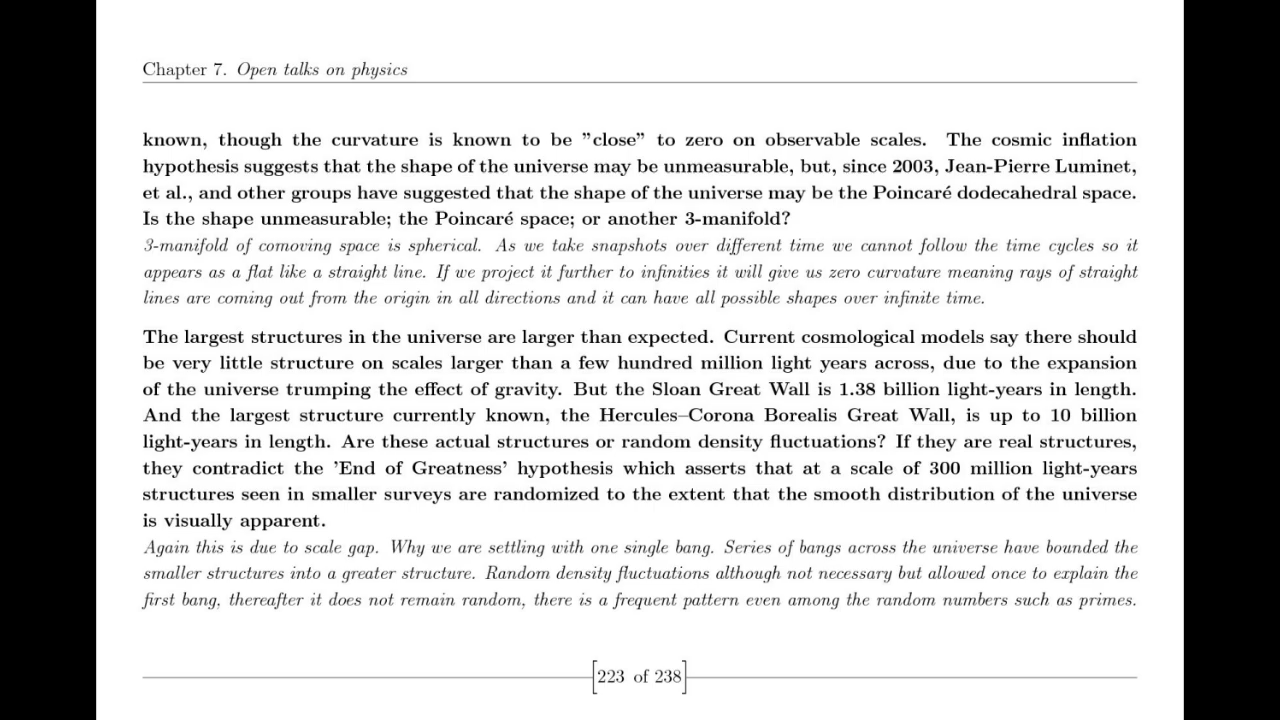 Chapter 7. Open talks on physics
known, though the curvature is known to be ”close” to zero on observable scales. The cosmic inflation
hypothesis suggests that the shape of the universe may be unmeasurable, but, since 2003, Jean-Pierre Luminet,
et al., and other groups have suggested that the shape of the universe may be the Poincaré dodecahedral space.
Is the shape unmeasurable; the Poincaré space; or another 3-manifold?
3-manifold of comoving space is spherical. As we take snapshots over different time we cannot follow the time cycles so it
appears as a flat like a straight line. If we project it further to infinities it will give us zero curvature meaning rays of straight
lines are coming out from the origin in all directions and it can have all possible shapes over infinite time.
The largest structures in the universe are larger than expected. Current cosmological models say there should
be very little structure on scales larger than a few hundred million light years across, due to the expansion
of the universe trumping the effect of gravity. But the Sloan Great Wall is 1.38 billion light-years in length.
And the largest structure currently known, the Hercules–Corona Borealis Great Wall, is up to 10 billion
light-years in length. Are these actual structures or random density fluctuations? If they are real structures,
they contradict the ’End of Greatness’ hypothesis which asserts that at a scale of 300 million light-years
structures seen in smaller surveys are randomized to the extent that the smooth distribution of the universe
is visually apparent.
Again this is due to scale gap. Why we are settling with one single bang. Series of bangs across the universe have bounded the
smaller structures into a greater structure. Random density fluctuations although not necessary but allowed once to explain the
first bang, thereafter it does not remain random, there is a frequent pattern even among the random numbers such as primes.
[223 of 238]